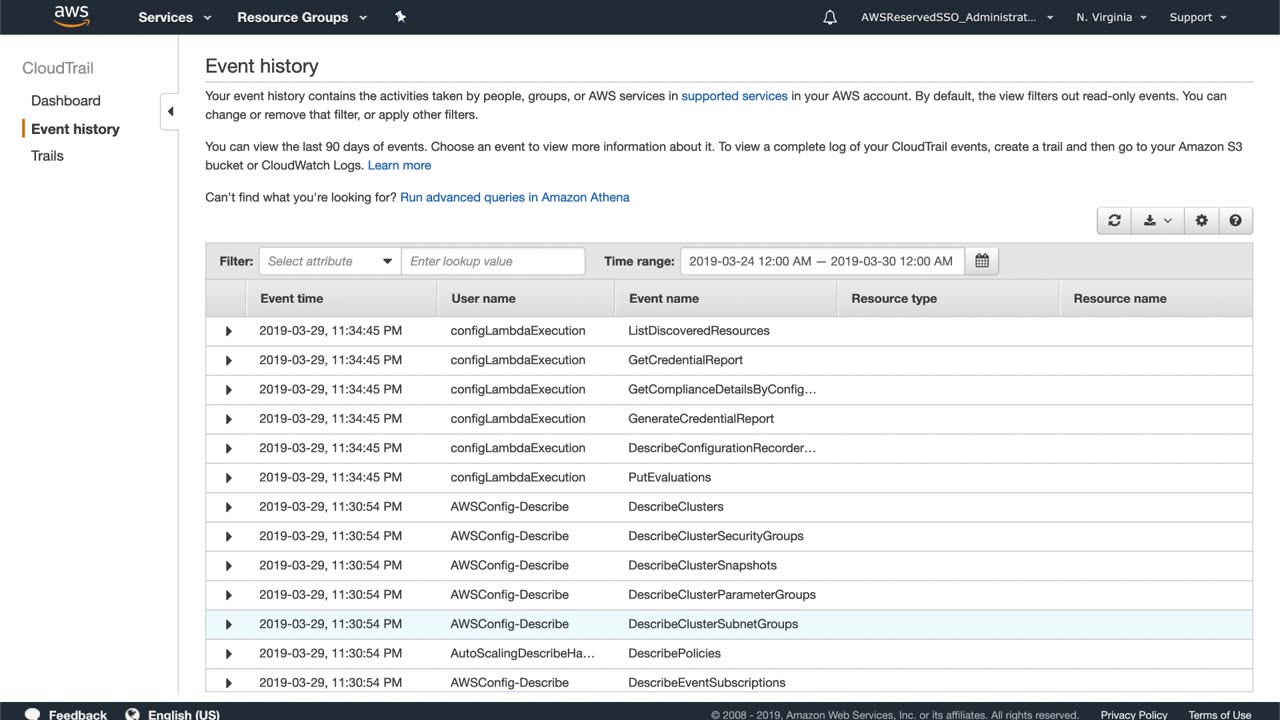 aws
Services
Resource Groups
AWSReservedSSO_Administrat...
N. Virginia
Support
CloudTrail
Dashboard
Event history
Trails
Event history
Your event history contains the activities taken by people, groups, or AWS services in supported services in your AWS account. By default, the view filters out read-only events. You can
change or remove that filter, or apply other filters.
You can view the last 90 days of events. Choose an event to view more information about it. To view a complete log of your CloudTrail events, create a trail and then go to your Amazon S3
bucket or CloudWatch Logs. Learn more
Can't find what you're looking for? Run advanced queries in Amazon Athena
Filter: Select attribute Enter lookup value Time range: 2019-03-24 12:00 AM — 2019-03-30 12:00 AM
Event time User name Event name Resource type Resource name
2019-03-29, 11:34:45 PM configLambdaExecution ListDiscoveredResources
2019-03-29, 11:34:45 PM configLambdaExecution GetCredentialReport
2019-03-29, 11:34:45 PM configLambdaExecution GetComplianceDetailsByConfig...
2019-03-29, 11:34:45 PM configLambdaExecution GenerateCredentialReport
2019-03-29, 11:34:45 PM configLambdaExecution DescribeConfigurationRecorder...
2019-03-29, 11:34:45 PM configLambdaExecution PutEvaluations
2019-03-29, 11:30:54 PM AWSConfig-Describe DescribeClusters
2019-03-29, 11:30:54 PM AWSConfig-Describe DescribeClusterSecurityGroups
2019-03-29, 11:30:54 PM AWSConfig-Describe DescribeClusterSnapshots
2019-03-29, 11:30:54 PM AWSConfig-Describe DescribeClusterParameterGroups
2019-03-29, 11:30:54 PM AWSConfig-Describe DescribeClusterSubnetGroups
2019-03-29, 11:30:54 PM AutoScalingDescribeHa... DescribePolicies
2019-03-29, 11:30:54 PM AWSConfig-Describe DescribeEventSubscriptions
Feedback English (US) © 2008 - 2019, Amazon Web Services, Inc. or its affiliates. All rights reserved. Privacy Policy Terms of Use